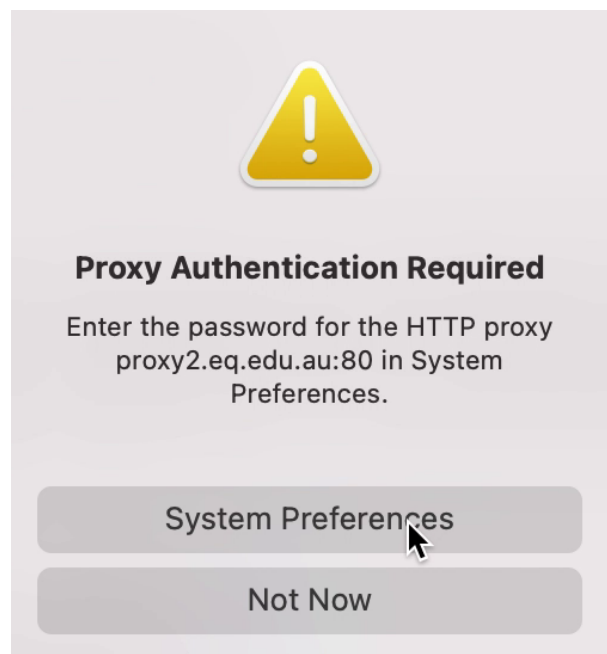 Proxy Authentication Required
Enter the password for the HTTP proxy
proxy2.eq.edu.au:80 in System
Preferences.
System Preferences
Not Now